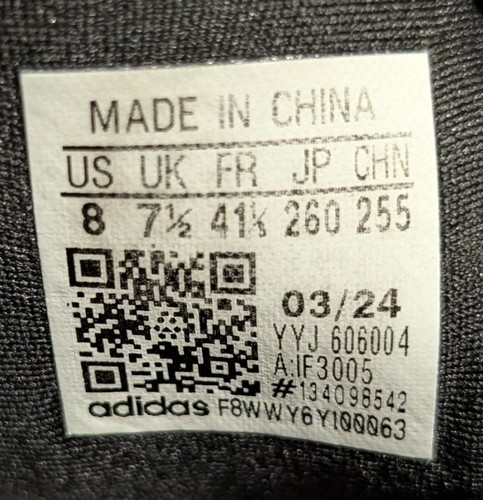 MADE IN CHINA
US UK FR JP CHN
8 7½ 41⅓ 260 255
03/24
YYJ 606004
A:IF3005
#134098542
adidas F8WWY6Y100063